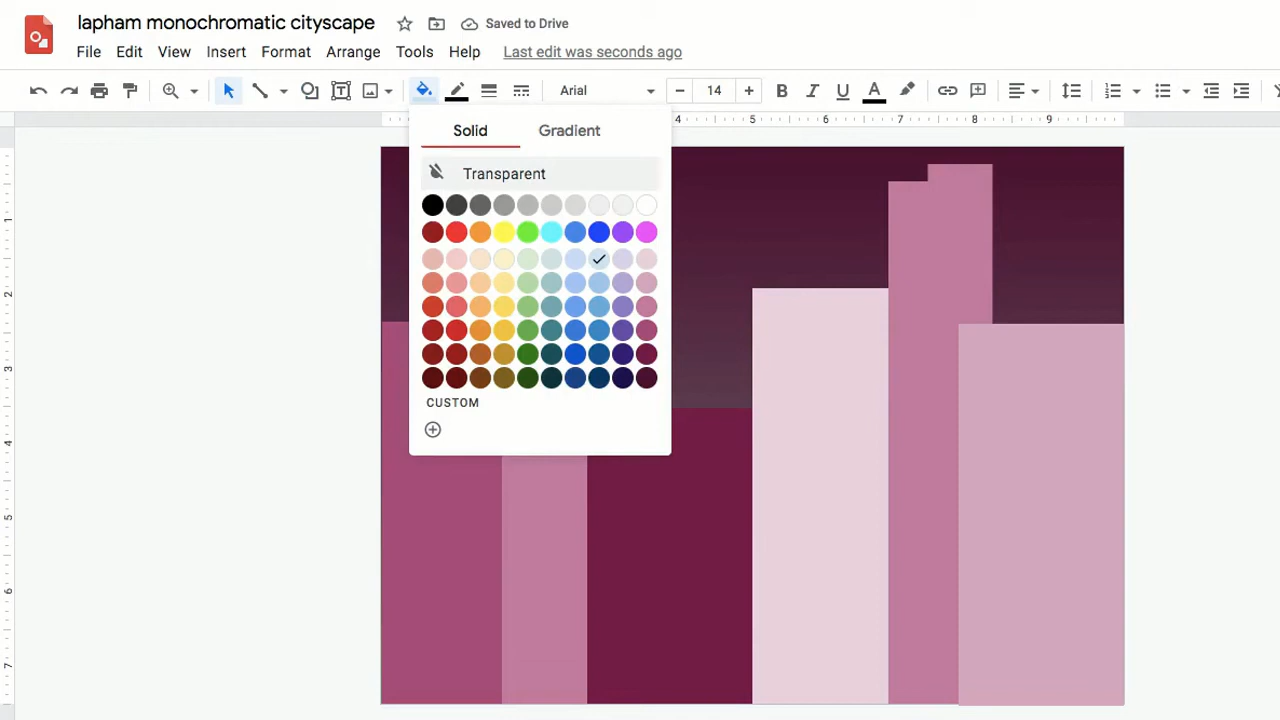 lapham monochromatic cityscape Saved to Drive
File Edit View Insert Format Arrange Tools Help Last edit was seconds ago
Arial 14 B I U A
4 5 6 7 8 9
Solid Gradient
Transparent
CUSTOM
1
2
3
4
5
6
7